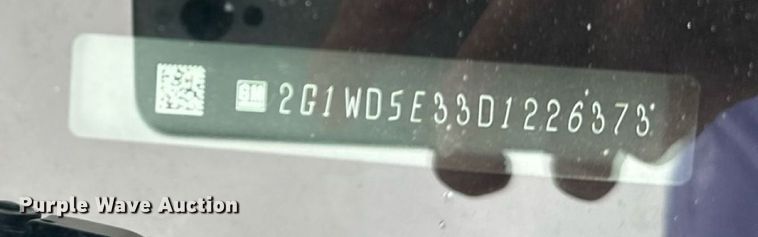 GM 2G1WD5E33D1226373
Purple Wave Auction